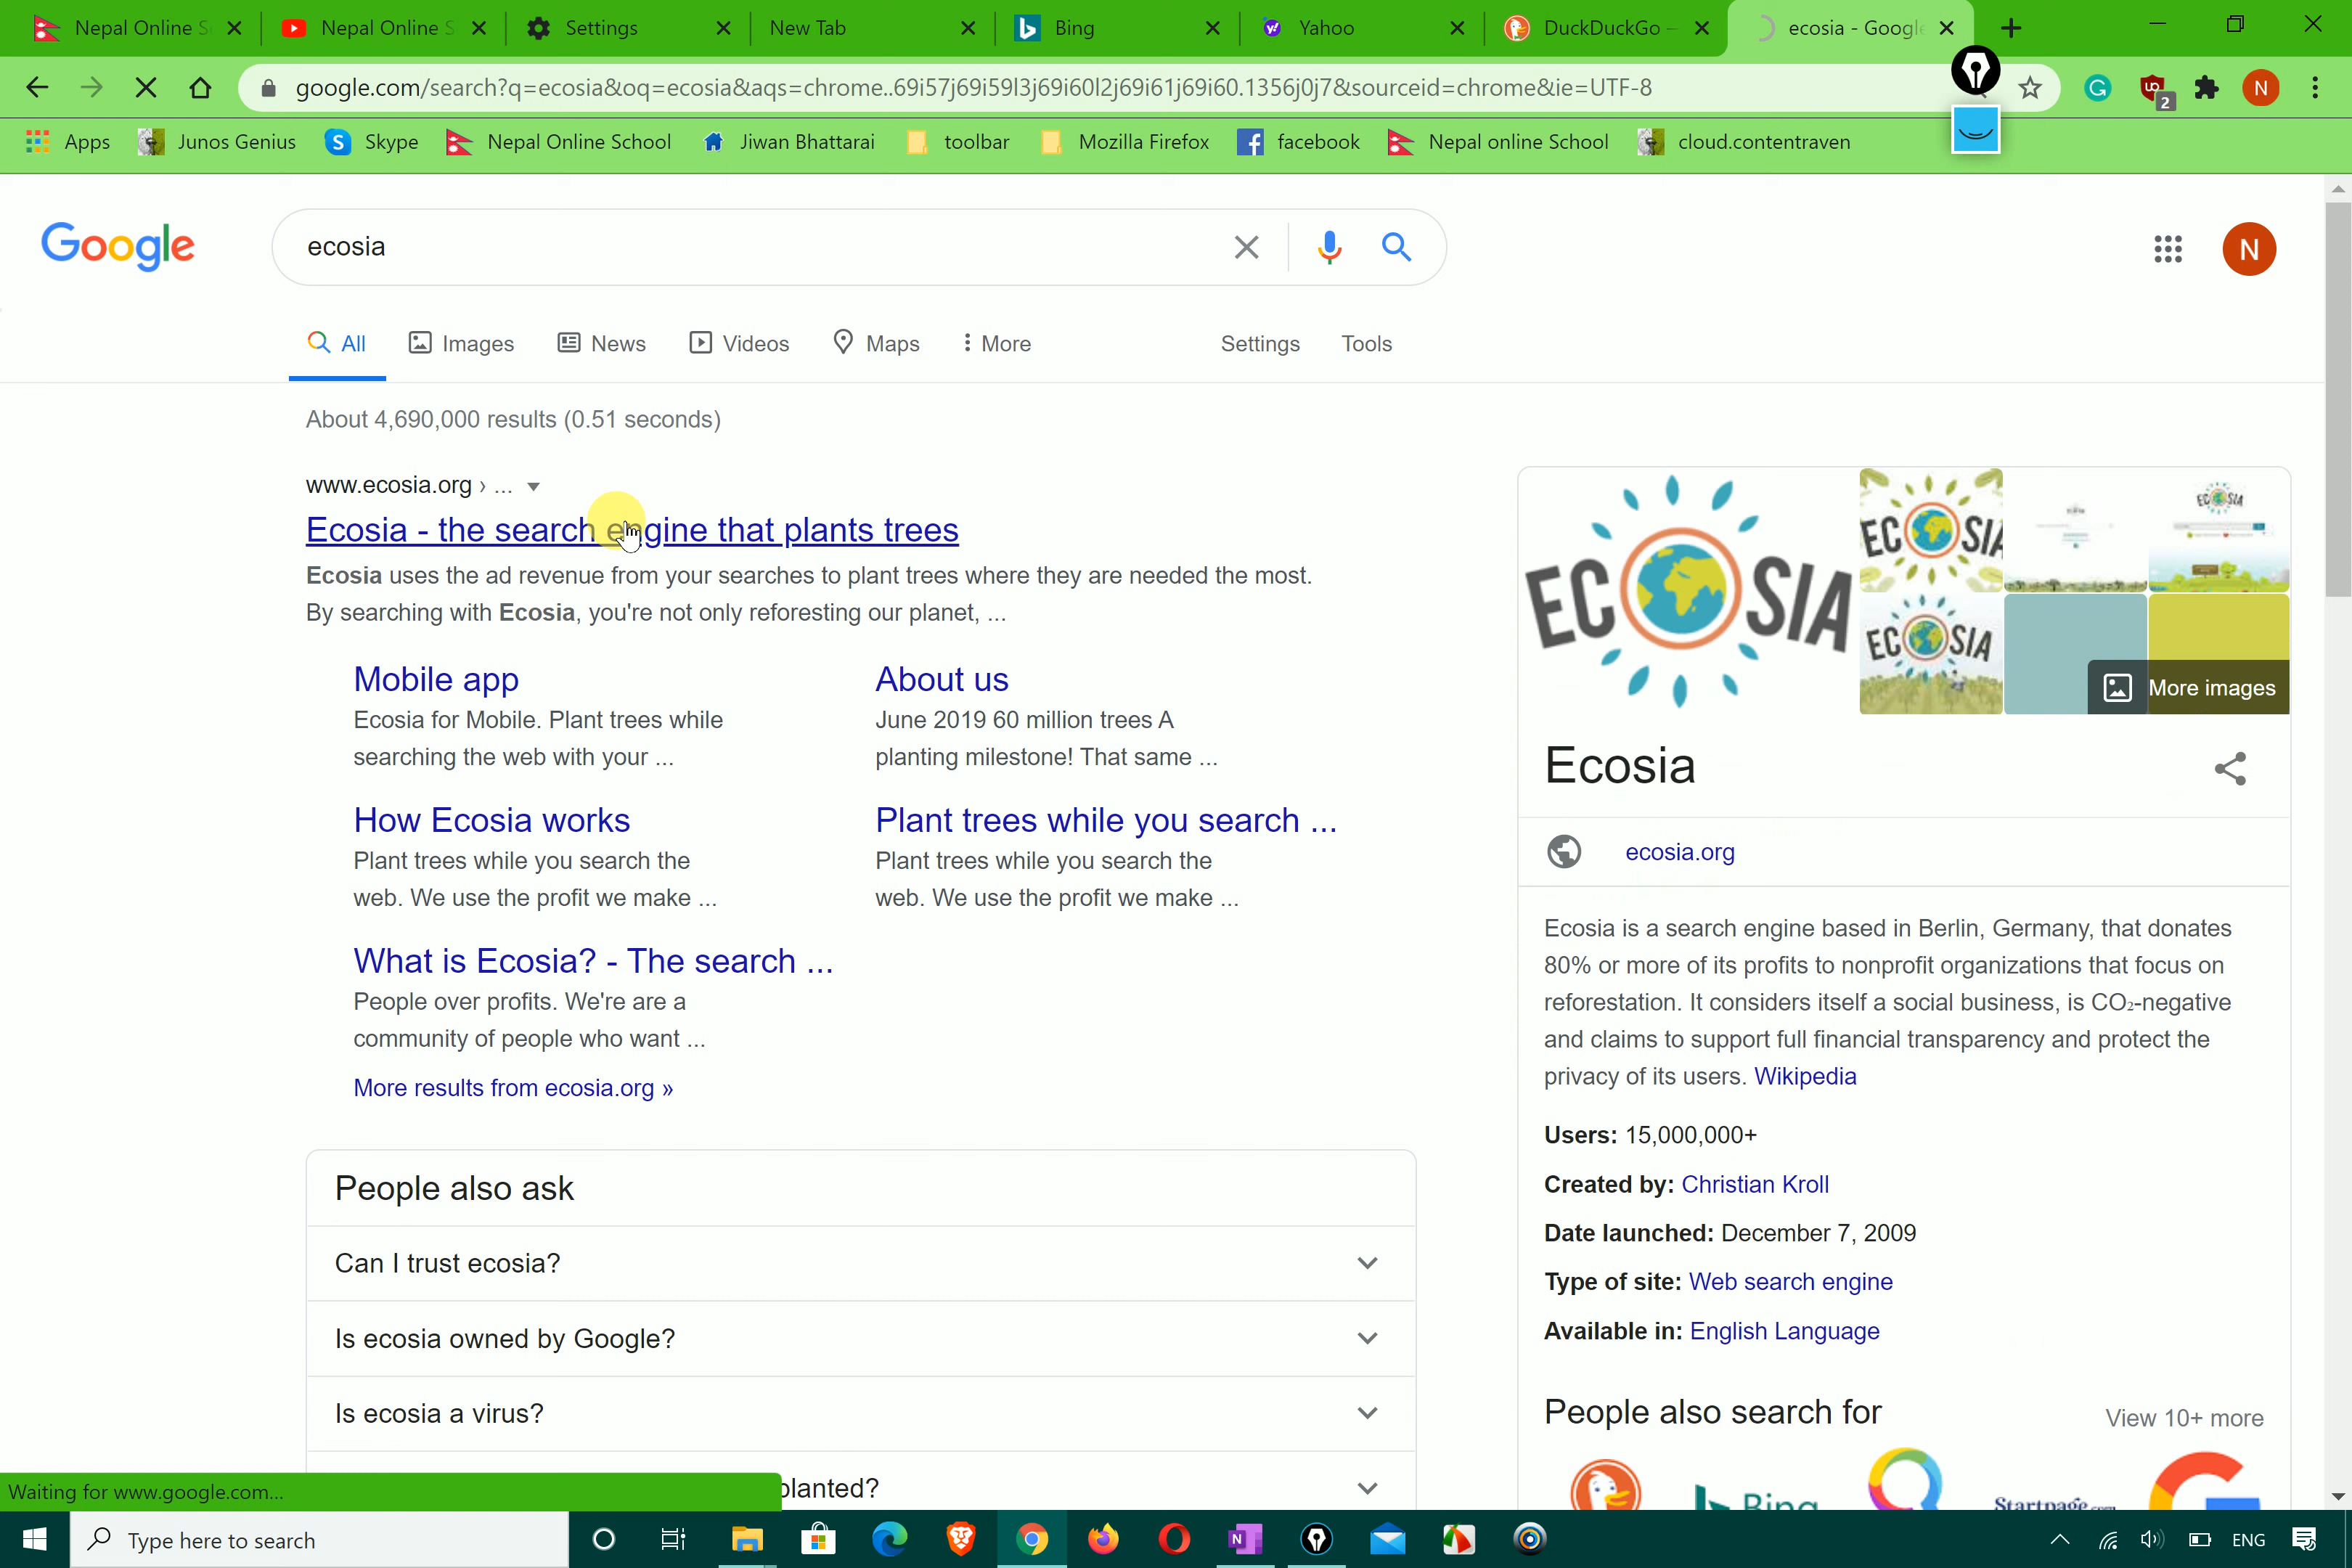 Nepal Online S
Nepal Online S
Settings
New Tab
Bing
Yahoo
DuckDuckGo –
ecosia - Google
google.com/search?q=ecosia&oq=ecosia&aqs=chrome..69i57j69i59l3j69i60l2j69i61j69i60.1356j0j7&sourceid=chrome&ie=UTF-8
2
N
Apps
Junos Genius
Skype
Nepal Online School
Jiwan Bhattarai
toolbar
Mozilla Firefox
facebook
Nepal online School
cloud.contentraven
Google
ecosia
N
All
Images
News
Videos
Maps
More
Settings
Tools
About 4,690,000 results (0.51 seconds)
www.ecosia.org › ...
Ecosia - the search engine that plants trees
Ecosia uses the ad revenue from your searches to plant trees where they are needed the most.
By searching with Ecosia, you're not only reforesting our planet, ...
Mobile app
Ecosia for Mobile. Plant trees while
searching the web with your ...
About us
June 2019 60 million trees A
planting milestone! That same ...
How Ecosia works
Plant trees while you search the
web. We use the profit we make ...
Plant trees while you search ...
Plant trees while you search the
web. We use the profit we make ...
What is Ecosia? - The search ...
People over profits. We're are a
community of people who want ...
More results from ecosia.org »
People also ask
Can I trust ecosia?
Is ecosia owned by Google?
Is ecosia a virus?
planted?
ECOSIA
ECOSIA
ECOSIA
ECOSIA
More images
Ecosia
ecosia.org
Ecosia is a search engine based in Berlin, Germany, that donates
80% or more of its profits to nonprofit organizations that focus on
reforestation. It considers itself a social business, is CO₂-negative
and claims to support full financial transparency and protect the
privacy of its users. Wikipedia
Users: 15,000,000+
Created by: Christian Kroll
Date launched: December 7, 2009
Type of site: Web search engine
Available in: English Language
People also search for
View 10+ more
Bing
Startpage.com
Waiting for www.google.com...
Type here to search
ENG